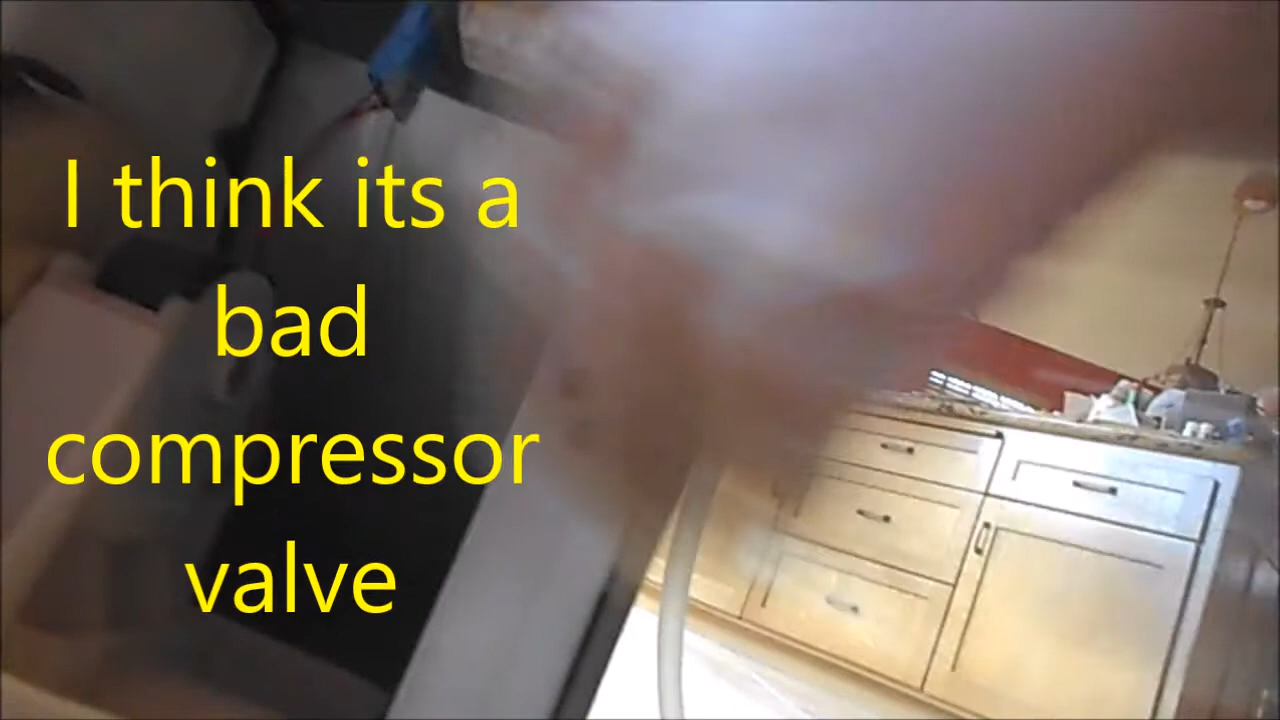 I think its a
bad
compressor
valve